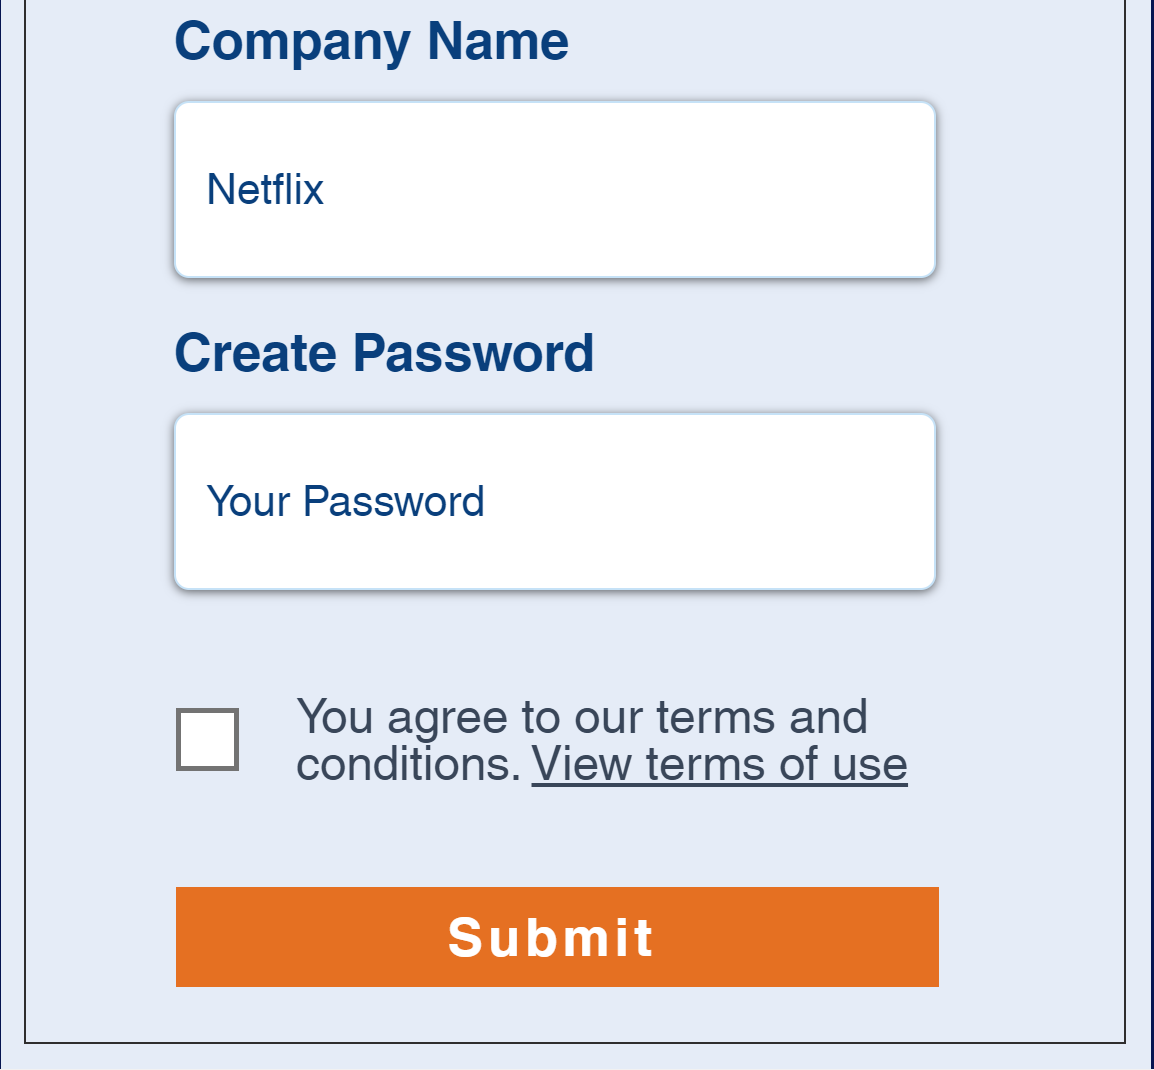 Company Name
Netflix
Create Password
Your Password
You agree to our terms and
conditions. View terms of use
Submit